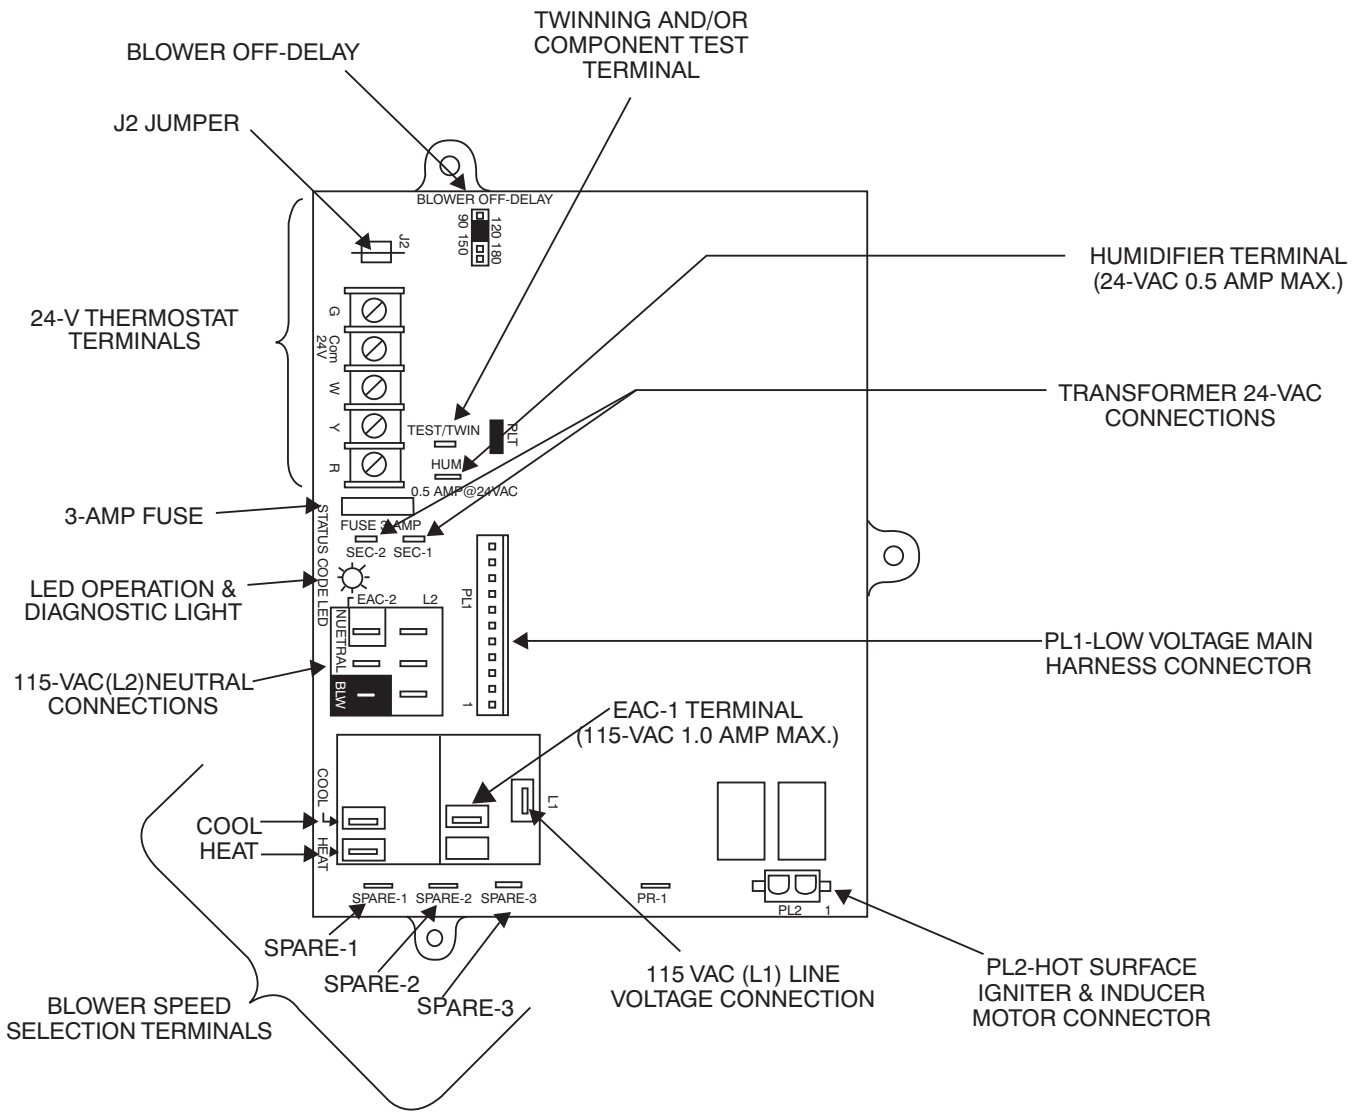 TWINNING AND/OR
COMPONENT TEST
TERMINAL
BLOWER OFF-DELAY
J2 JUMPER
BLOWER OFF-DELAY
90 150
120 180
J2
HUMIDIFIER TERMINAL
(24-VAC 0.5 AMP MAX.)
24-V THERMOSTAT
TERMINALS
G
Com
24V
W
Y
R
TRANSFORMER 24-VAC
CONNECTIONS
TEST/TWIN
PLT
HUM
0.5 AMP@24VAC
3-AMP FUSE
FUSE 3-AMP
STATUS CODE LED
SEC-2 SEC-1
LED OPERATION &
DIAGNOSTIC LIGHT
EAC-2 L2
NUETRAL
BLW
PL1
1
PL1-LOW VOLTAGE MAIN
HARNESS CONNECTOR
115-VAC(L2)NEUTRAL
CONNECTIONS
EAC-1 TERMINAL
(115-VAC 1.0 AMP MAX.)
COOL
HEAT
L1
COOL
HEAT
SPARE-1 SPARE-2 SPARE-3
PR-1
PL2 1
SPARE-1
SPARE-2
SPARE-3
BLOWER SPEED
SELECTION TERMINALS
115 VAC (L1) LINE
VOLTAGE CONNECTION
PL2-HOT SURFACE
IGNITER & INDUCER
MOTOR CONNECTOR